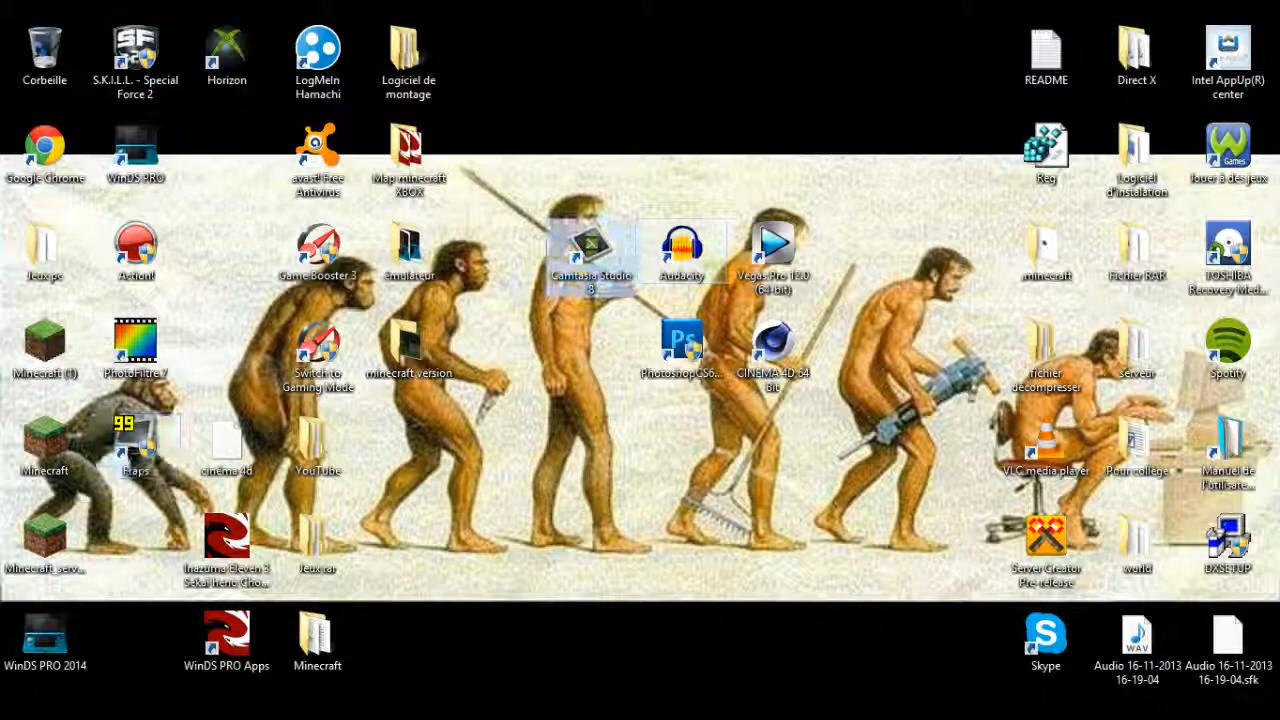 Corbeille
S.K.I.L.L. - Special
Force 2
Horizon
LogMeIn
Hamachi
Logiciel de
montage
README
Direct X
Intel AppUp(R)
center
Google Chrome
WinDS PRO
avast! Free
Antivirus
Map minecraft
XBOX
Reg
Logiciel
d'instalation
Games
Jouer à des jeux
Jeux pc
Action!
Game Booster 3
émulateur
Camtasia Studio
8
Audacity
Vegas Pro 12.0
(64-bit)
minecraft
Fichier RAR
TOSHIBA
Recovery Med...
Minecraft (1)
PhotoFiltre 7
Switch to
Gaming Mode
minecraft version
Ps
PhotoshopCS6...
CINEMA 4D 64
Bit
fichier
decompresser
serveur
Spotify
99
Minecraft
Fraps
cinema 4d
YouTube
VLC media player
Pour collège
Manuel de
l'utilisate...
Minecraft_serv...
Inazuma Eleven 3
Sekai heno Cho...
Jeux rar
Server Creator
Pre-release
world
DXSETUP
WinDS PRO 2014
WinDS PRO Apps
Minecraft
Skype
WAV
Audio 16-11-2013
16-19-04
Audio 16-11-2013
16-19-04.sfk